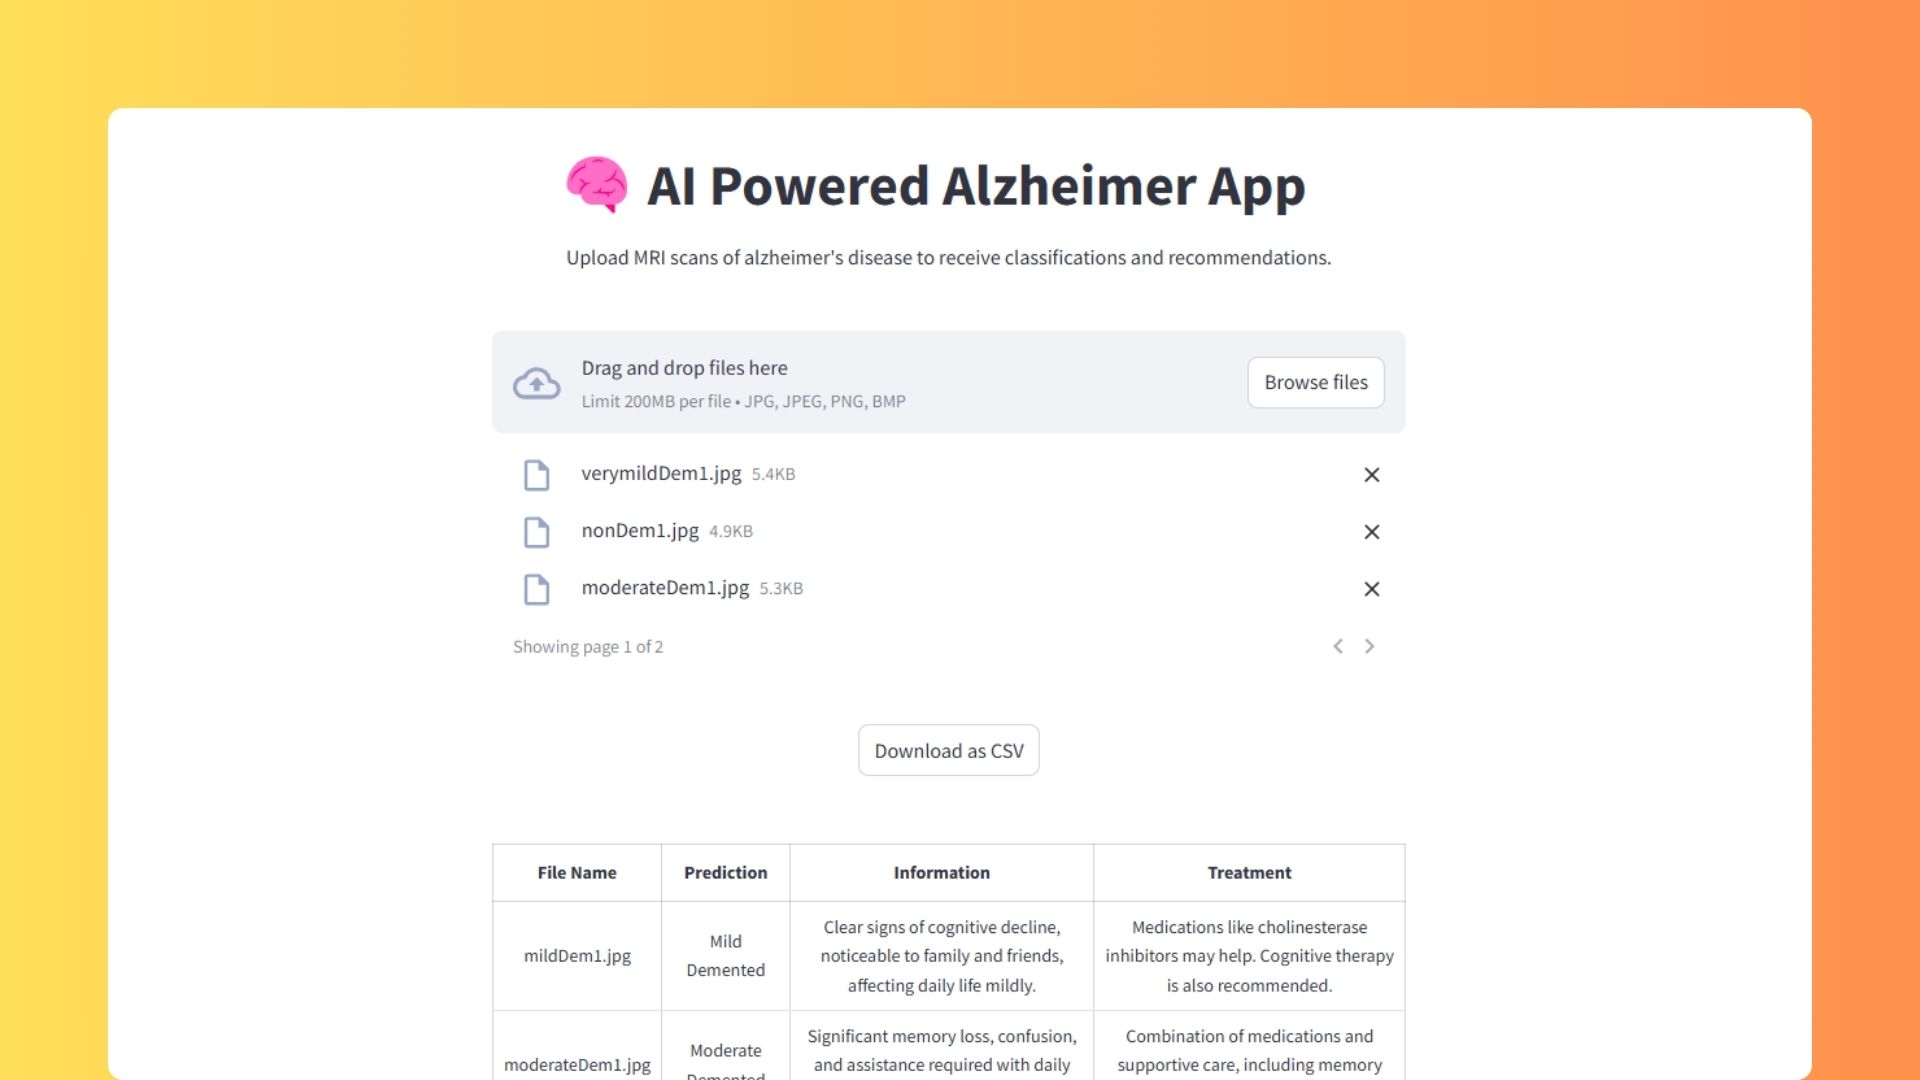 AI Powered Alzheimer App
Upload MRI scans of alzheimer's disease to receive classifications and recommendations.
Drag and drop files here
Limit 200MB per file • JPG, JPEG, PNG, BMP
Browse files
verymildDem1.jpg 5.4KB
nonDem1.jpg 4.9KB
moderateDem1.jpg 5.3KB
Showing page 1 of 2
Download as CSV
File Name Prediction Information Treatment
mildDem1.jpg
Mild
Demented
Clear signs of cognitive decline,
noticeable to family and friends,
affecting daily life mildly.
Medications like cholinesterase
inhibitors may help. Cognitive therapy
is also recommended.
moderateDem1.jpg
Moderate
Demented
Significant memory loss, confusion,
and assistance required with daily
Combination of medications and
supportive care, including memory